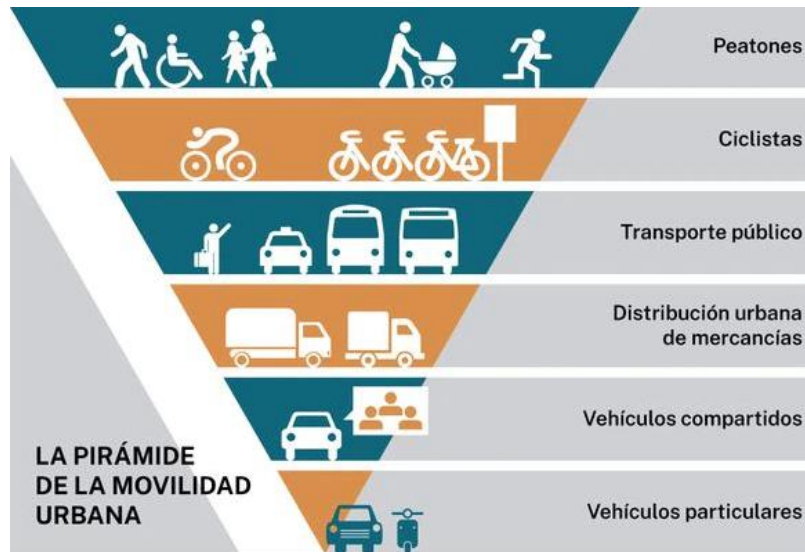 Peatones
Ciclistas
Transporte público
Distribución urbana
de mercancías
Vehículos compartidos
Vehículos particulares
LA PIRÁMIDE
DE LA MOVILIDAD
URBANA